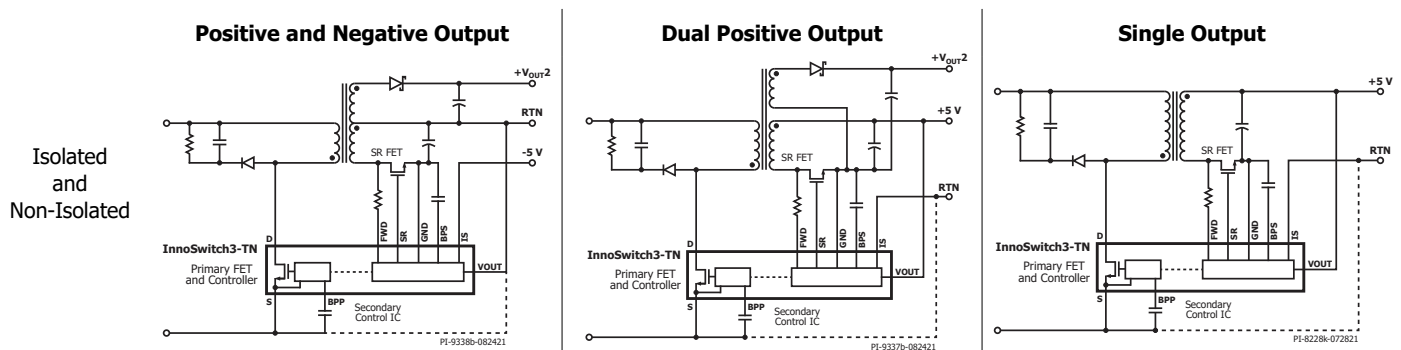 Isolated
and
Non-Isolated
Positive and Negative Output
+VOUT2
RTN
-5 V
SR FET
FWD
SR
GND
BPS
IS
D
InnoSwitch3-TN
Primary FET
and Controller
VOUT
S
BPP
Secondary
Control IC
PI-9338b-082421
Dual Positive Output
+VOUT2
+5 V
SR FET
RTN
FWD
SR
GND
BPS
IS
D
InnoSwitch3-TN
Primary FET
and Controller
VOUT
S
BPP
Secondary
Control IC
PI-9337b-082421
Single Output
+5 V
SR FET
RTN
FWD
SR
GND
BPS
IS
D
InnoSwitch3-TN
Primary FET
and Controller
VOUT
S
BPP
Secondary
Control IC
PI-8228k-072821